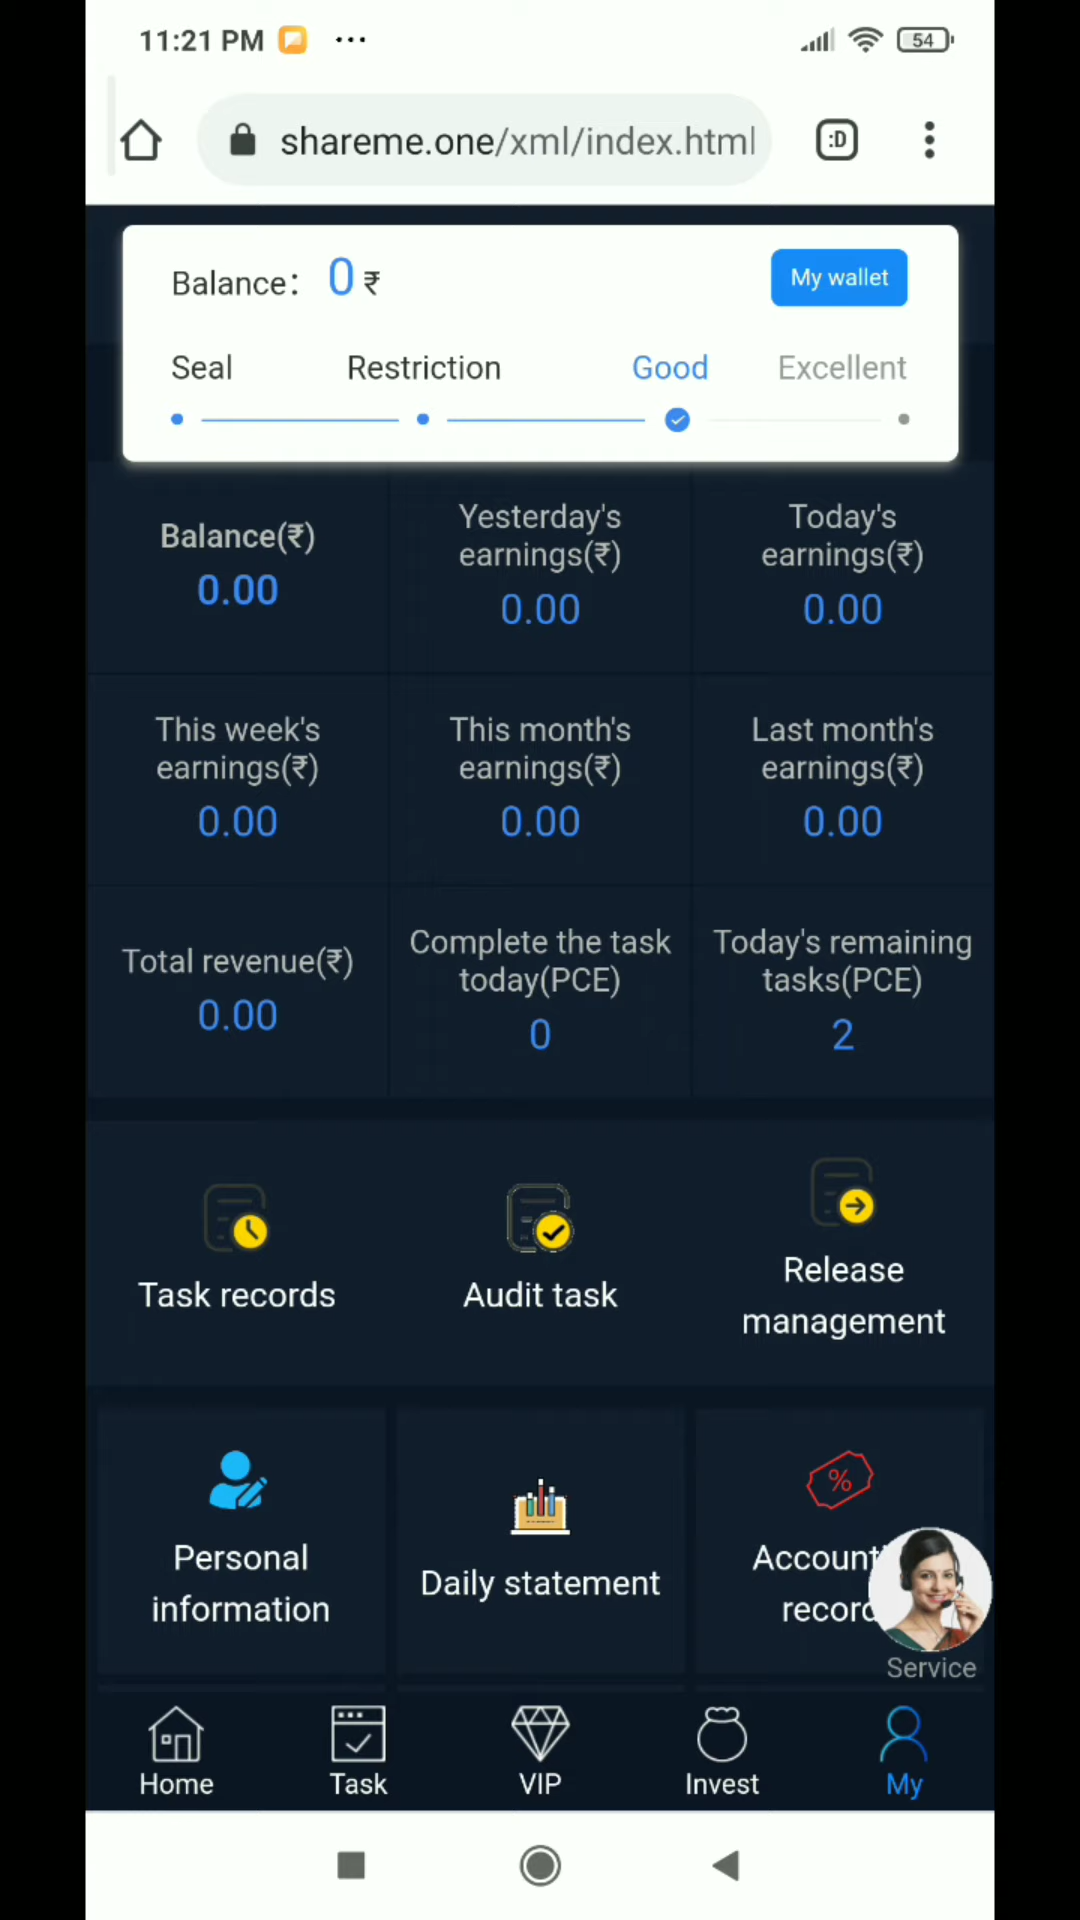 11:21 PM ... 54
shareme.one/xml/index.html :D
Balance: 0 ₹ My wallet
Seal Restriction Good Excellent
Balance(₹)
0.00
Yesterday's
earnings(₹)
0.00
Today's
earnings(₹)
0.00
This week's
earnings(₹)
0.00
This month's
earnings(₹)
0.00
Last month's
earnings(₹)
0.00
Total revenue(₹)
0.00
Complete the task
today(PCE)
0
Today's remaining
tasks(PCE)
2
Task records
Audit task
Release
management
Personal
information
Daily statement
%
Account
record
Service
Home Task VIP Invest My